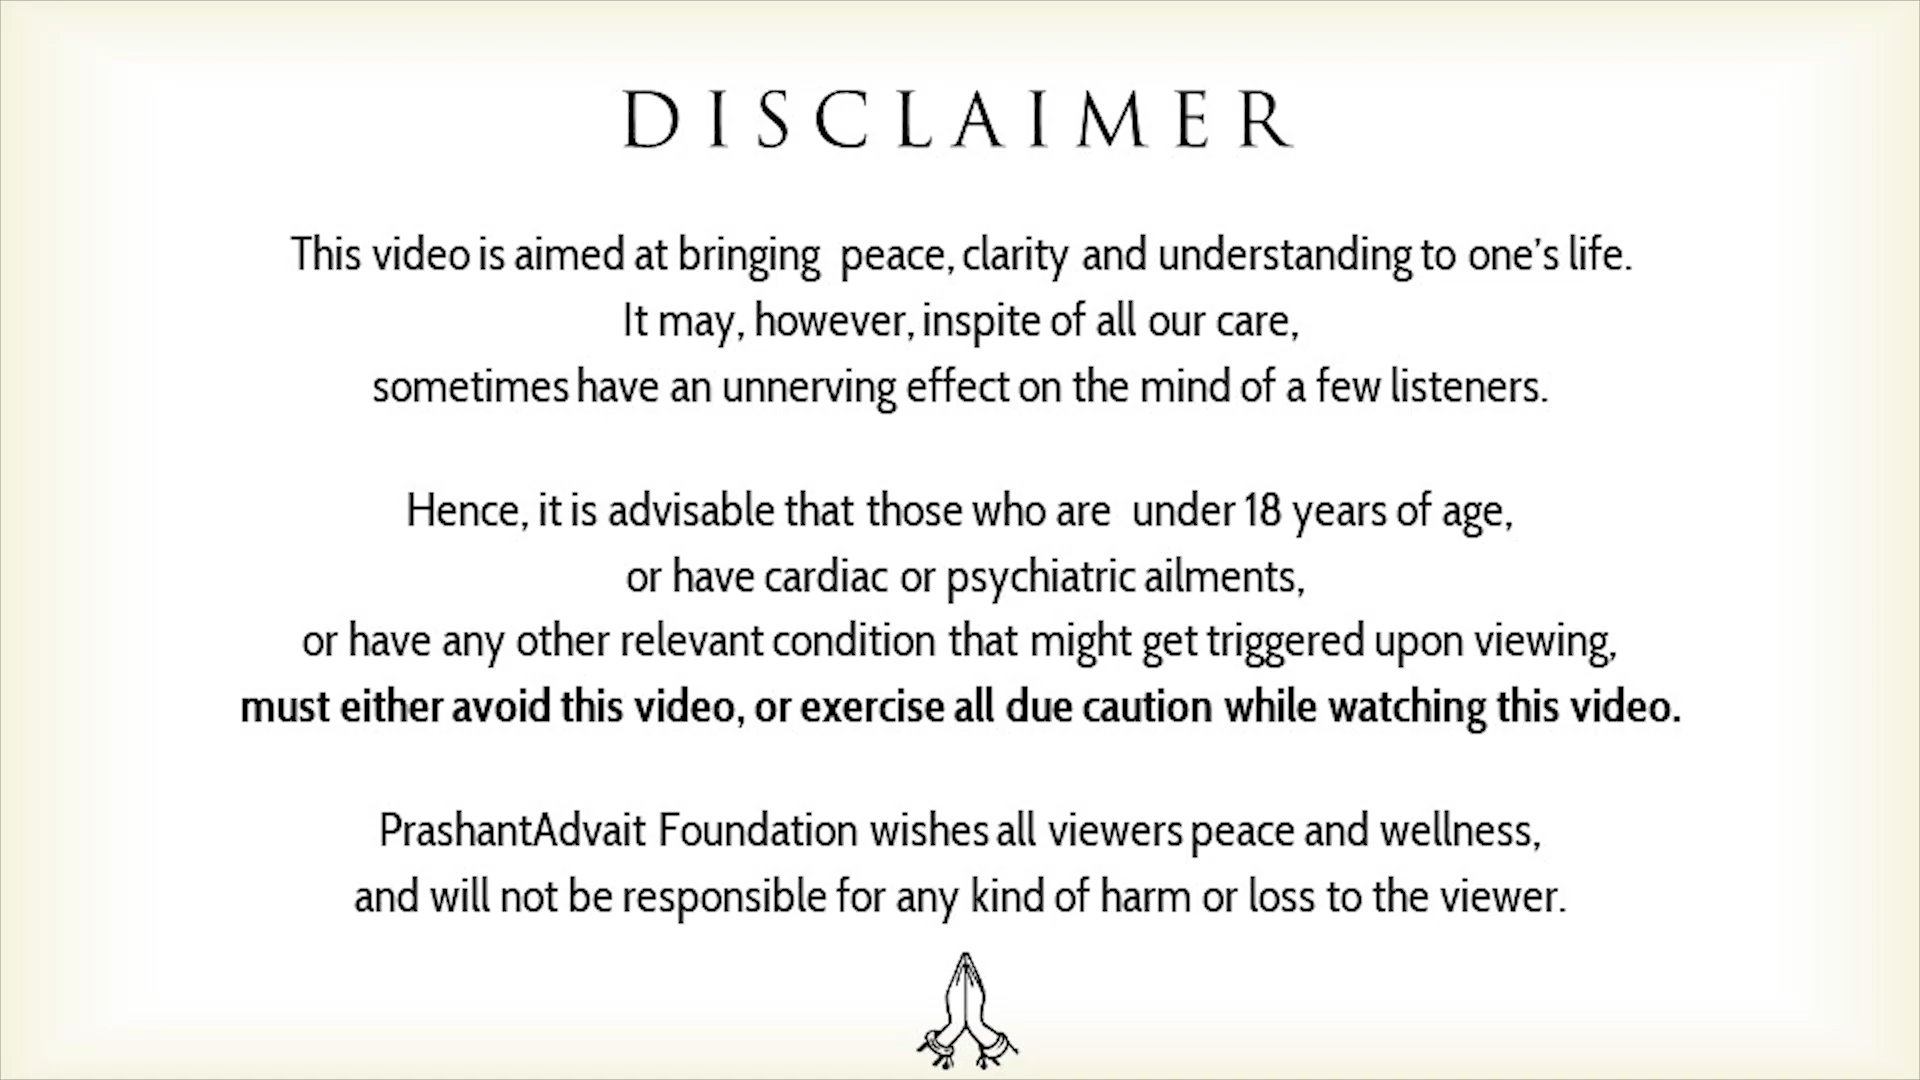 DISCLAIMER
This video is aimed at bringing peace, clarity and understanding to one's life.
It may, however, inspite of all our care,
sometimes have an unnerving effect on the mind of a few listeners.
Hence, it is advisable that those who are under 18 years of age,
or have cardiac or psychiatric ailments,
or have any other relevant condition that might get triggered upon viewing,
must either avoid this video, or exercise all due caution while watching this video.
PrashantAdvait Foundation wishes all viewers peace and wellness,
and will not be responsible for any kind of harm or loss to the viewer.